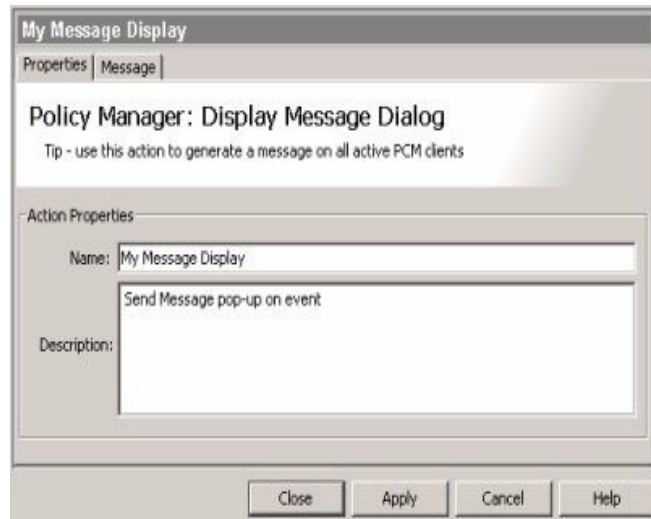 My Message Display
Properties Message
Policy Manager: Display Message Dialog
Tip - use this action to generate a message on all active PCM clients
Action Properties
Name: My Message Display
Send Message pop-up on event
Description:
Close Apply Cancel Help